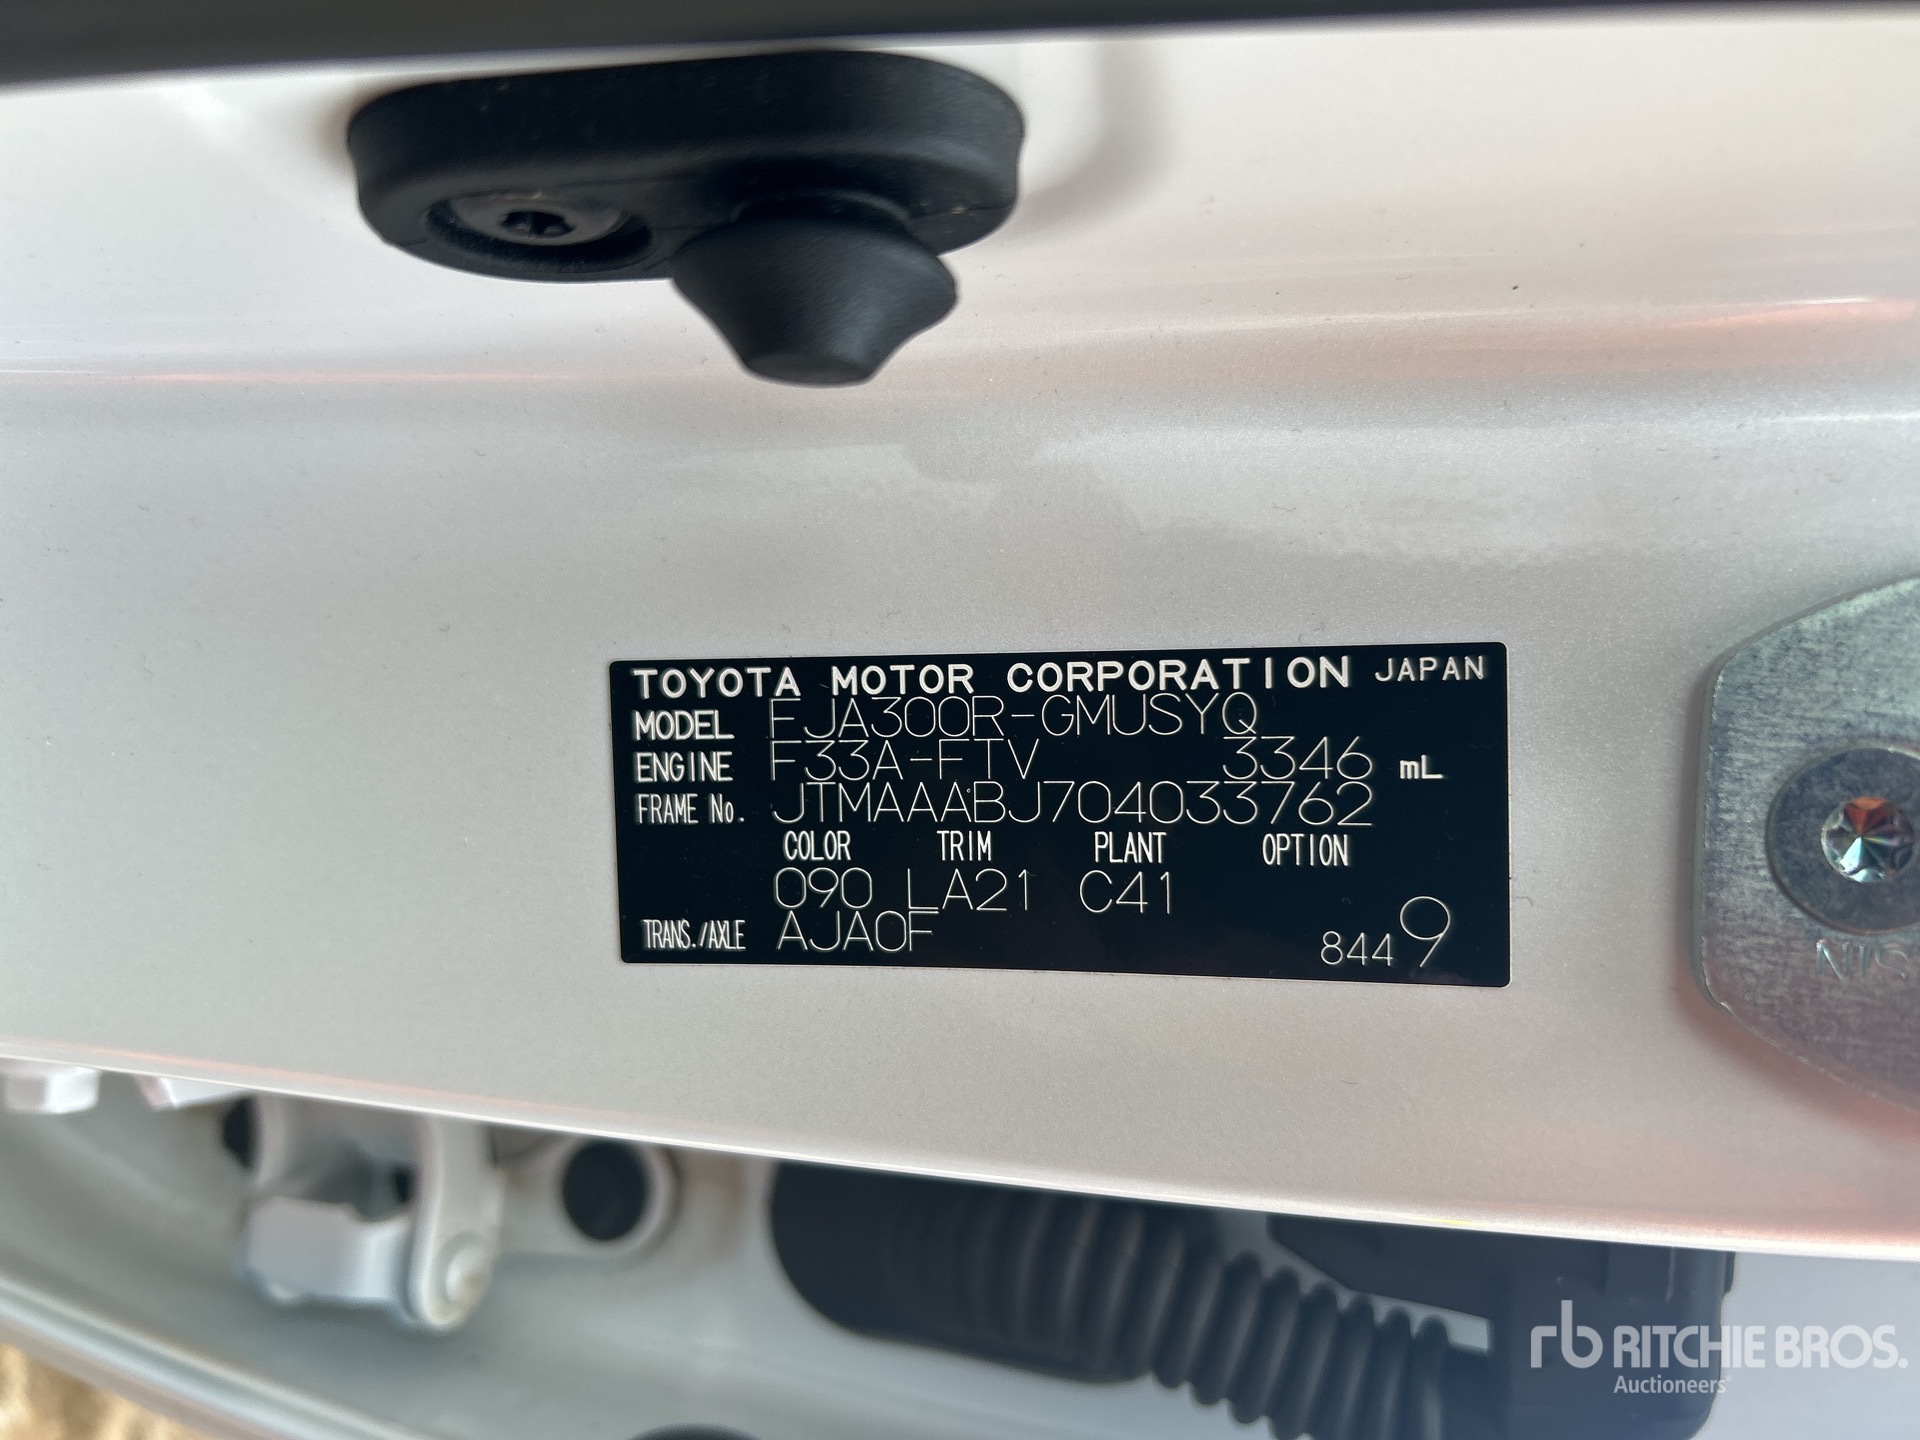 TOYOTA MOTOR CORPORATION JAPAN
MODEL FJA300R-GMUSYQ
ENGINE F33A-FTV 3346 mL
FRAME No. JTMAAABJ704033762
COLOR TRIM PLANT OPTION
090 LA21 C41
TRANS./AXLE AJA0F 8449
rb RITCHIE BROS.
Auctioneers